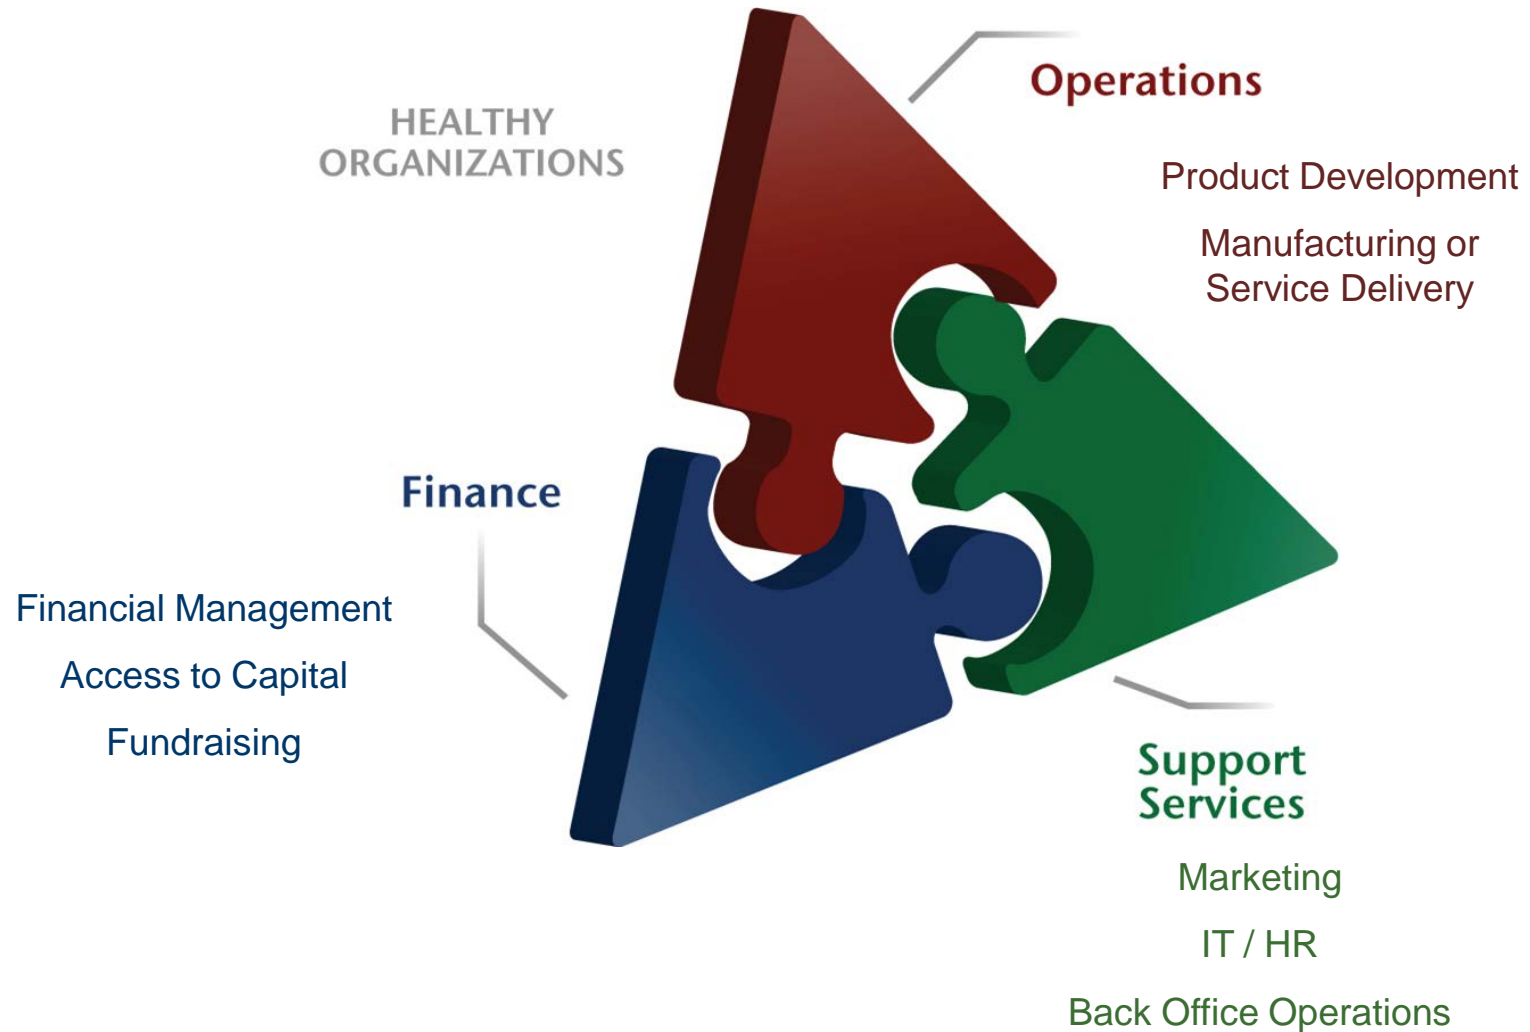 HEALTHY
ORGANIZATIONS
Operations
Product Development
Manufacturing or
Service Delivery
Finance
Financial Management
Access to Capital
Fundraising
Support
Services
Marketing
IT / HR
Back Office Operations